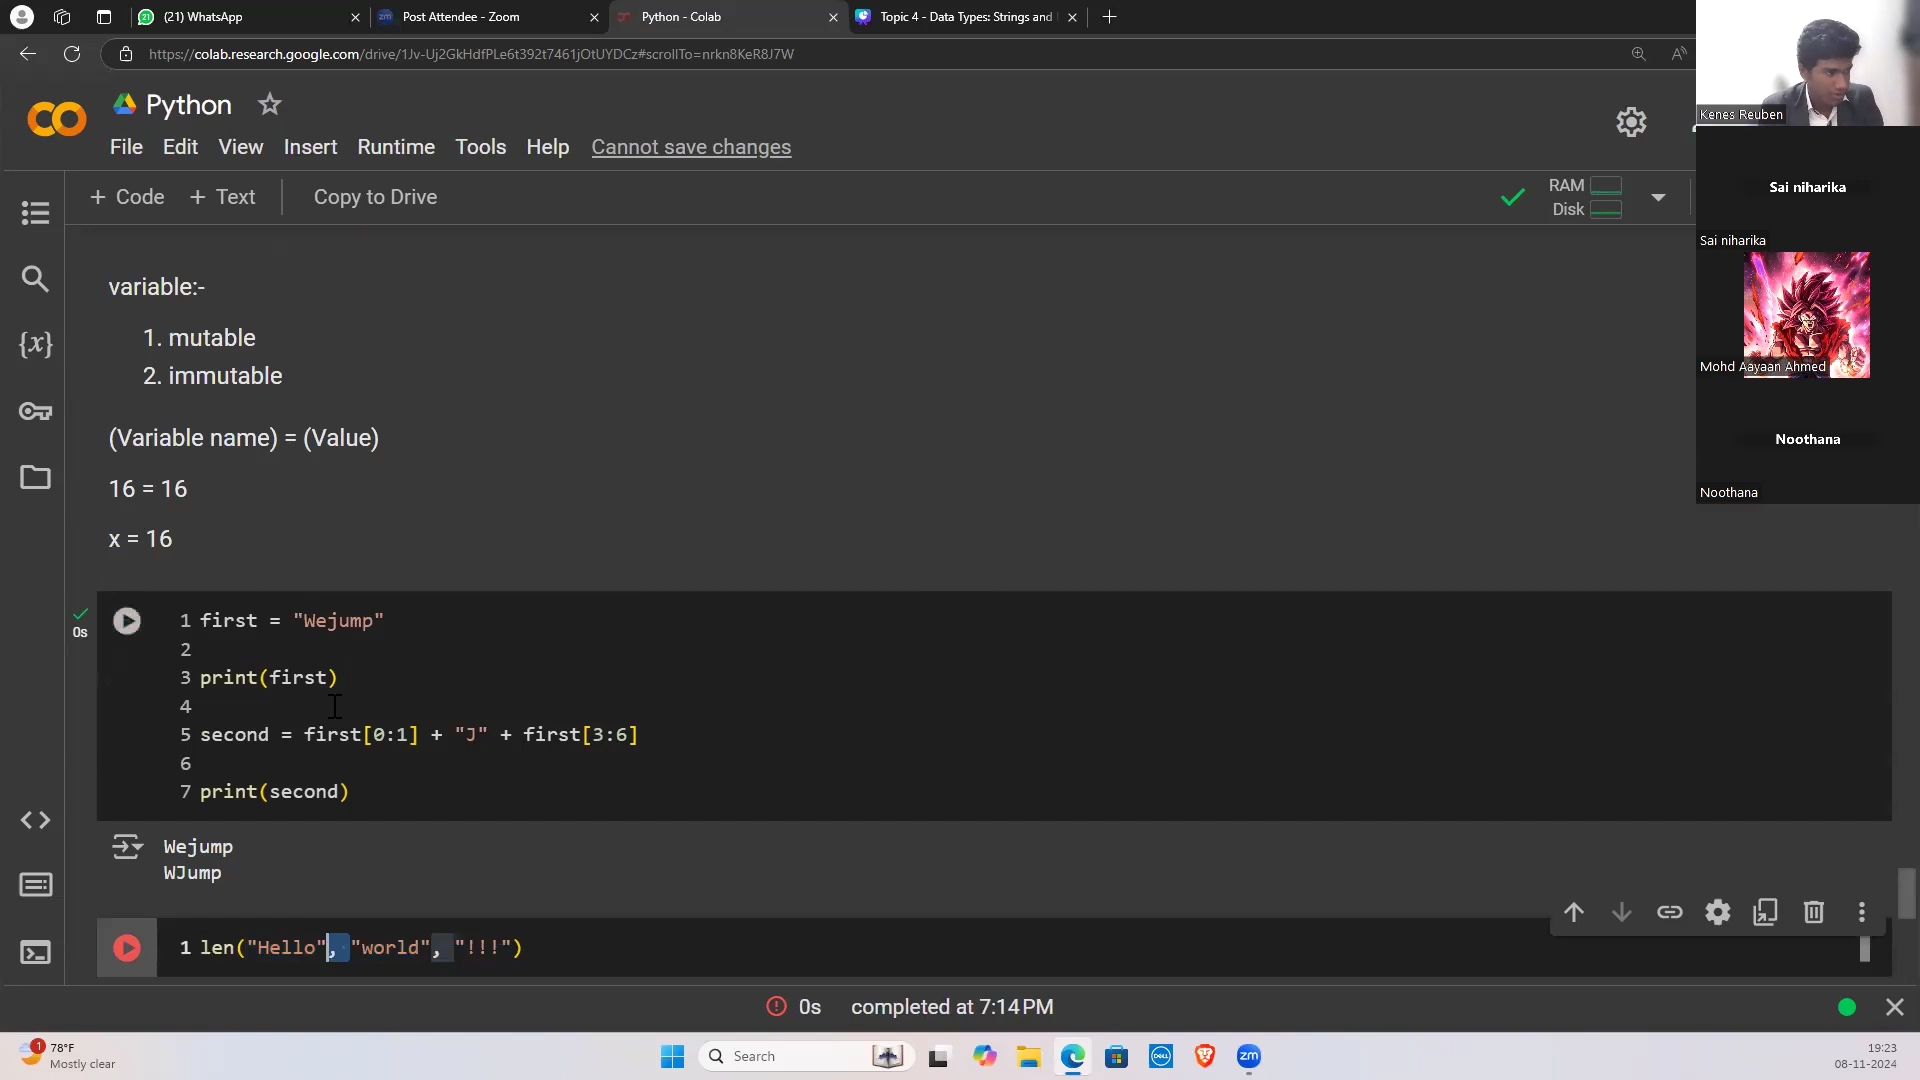 (21) WhatsApp
Post Attendee - Zoom
Python - Colab
Topic 4 - Data Types: Strings and
https://colab.research.google.com/drive/1Jv-Uj2GkHdfPLe6t392t7461jOtUYDCz#scrollTo=nrkn8KeR8J7W
Python
File Edit View Insert Runtime Tools Help Cannot save changes
+ Code + Text Copy to Drive
RAM
Disk
variable:-
1. mutable
2. immutable
(Variable name) = (Value)
16 = 16
x = 16
0s
1 first = "Wejump"
2
3 print(first)
4
5 second = first[0:1] + "J" + first[3:6]
6
7 print(second)
Wejump
WJump
1 len("Hello", "world", "!!!")
0s completed at 7:14 PM
Kenes Reuben
Sai niharika
Sai niharika
Mohd Aayaan Ahmed
Noothana
Noothana
1
78°F
Mostly clear
Search
DELL
zm
19:23
08-11-2024